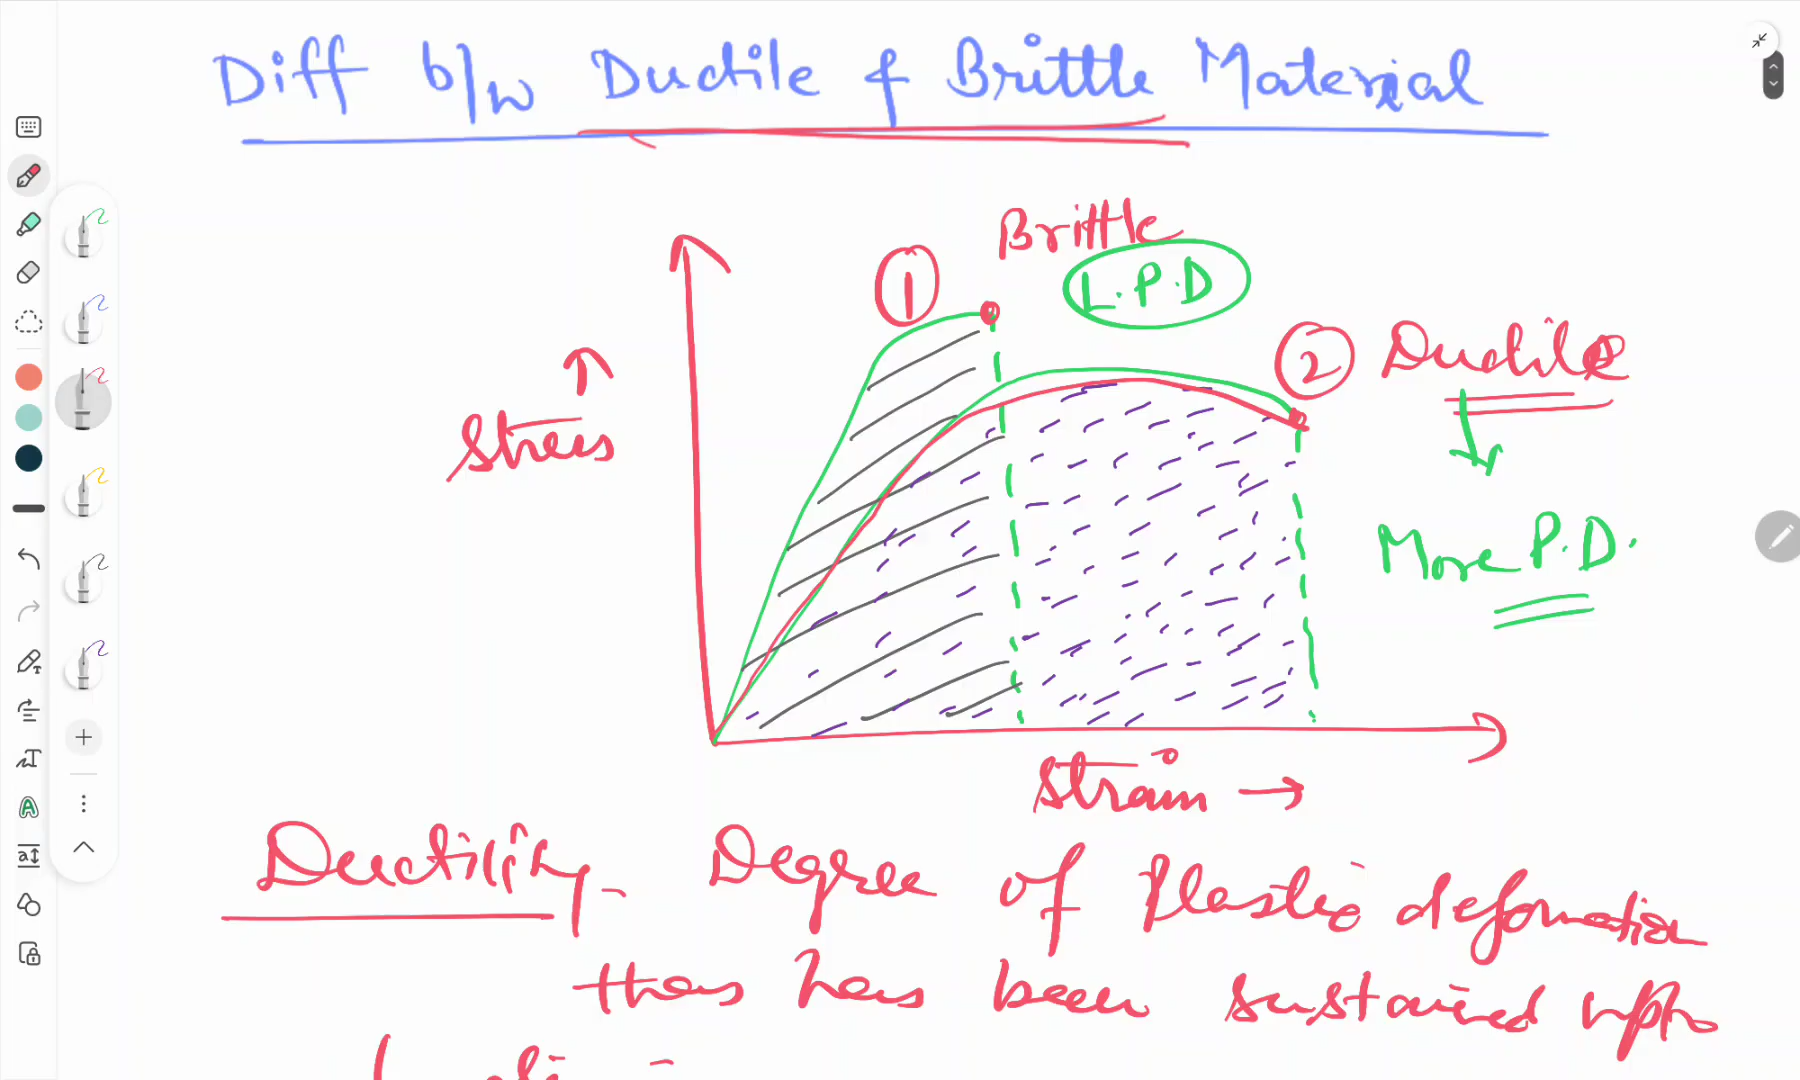 Diff b/w Ductile & Brittle Material
Brittle
① L.P.D
② Ductile
Stress
More P.D.
Strain
Ductility - Degree of Plastic deformation
that has been sustained upto